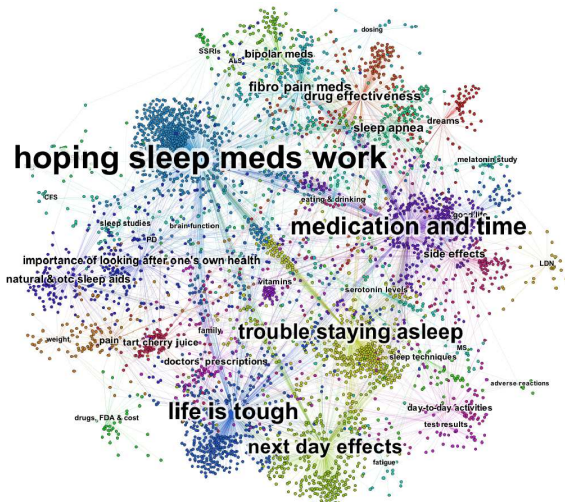 dosing
SSRIs
bipolar meds
ALS
fibro pain meds
drug effectiveness
dreams
sleep apnea
hoping sleep meds work
melatonin study
CFS
eating & drinking
good life
sleep studies
brain function
medication and time
PD
side effects
importance of looking after one's own health
LDN
natural & otc sleep aids
vitamins
serotonin levels
family
trouble staying asleep
weight
pain
tart cherry juice
MS
doctors' prescriptions
sleep techniques
adverse reactions
life is tough
day-to-day activities
drugs, FDA & cost
test results
next day effects
fatigue